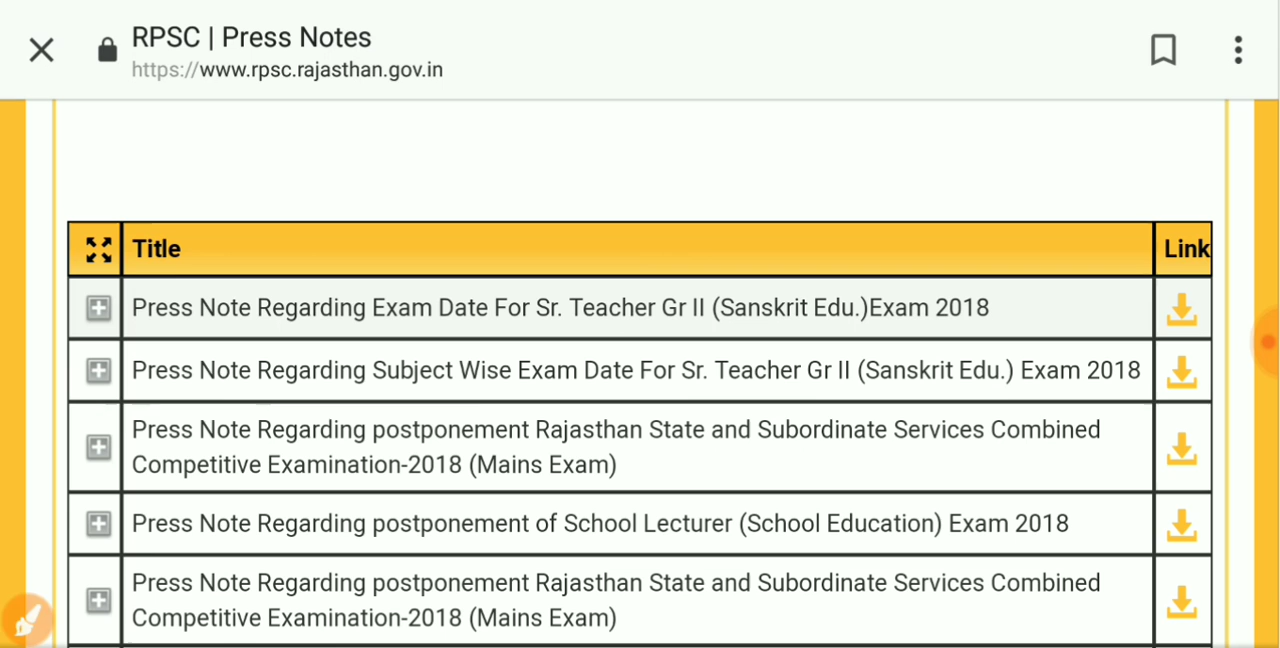 RPSC | Press Notes
https://www.rpsc.rajasthan.gov.in
Title
Link
Press Note Regarding Exam Date For Sr. Teacher Gr II (Sanskrit Edu.)Exam 2018
Press Note Regarding Subject Wise Exam Date For Sr. Teacher Gr II (Sanskrit Edu.) Exam 2018
Press Note Regarding postponement Rajasthan State and Subordinate Services Combined
Competitive Examination-2018 (Mains Exam)
Press Note Regarding postponement of School Lecturer (School Education) Exam 2018
Press Note Regarding postponement Rajasthan State and Subordinate Services Combined
Competitive Examination-2018 (Mains Exam)